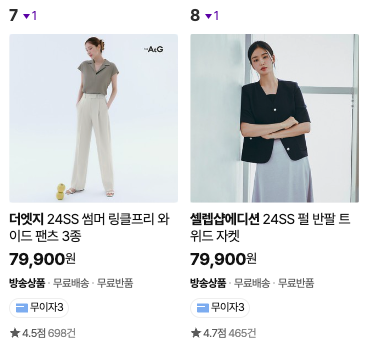 7 ▼1
A&G
더엣지 24SS 썸머 링클프리 와
이드 팬츠 3종
79,900원
방송상품 · 무료배송 · 무료반품
무이자3
★ 4.5점 698건
8 ▼1
셀렙샵에디션 24SS 펄 반팔 트
위드 자켓
79,900원
방송상품 · 무료배송 · 무료반품
무이자3
★ 4.7점 465건